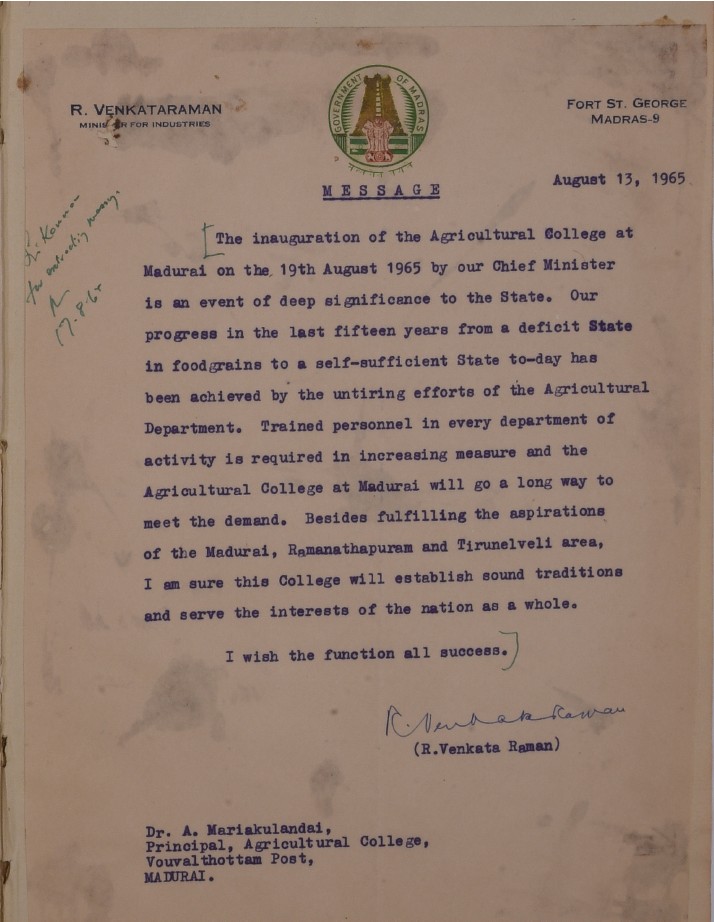 R. VENKATARAMAN
MINISTER FOR INDUSTRIES
GOVERNMENT OF MADRAS
FORT ST. GEORGE
MADRAS-9
August 13, 1965
MESSAGE
17.8.65
[The inauguration of the Agricultural College at
Madurai on the 19th August 1965 by our Chief Minister
is an event of deep significance to the State. Our
progress in the last fifteen years from a deficit State
in foodgrains to a self-sufficient State to-day has
been achieved by the untiring efforts of the Agricultural
Department. Trained personnel in every department of
activity is required in increasing measure and the
Agricultural College at Madurai will go a long way to
meet the demand. Besides fulfilling the aspirations
of the Madurai, Ramanathapuram and Tirunelveli area,
I am sure this College will establish sound traditions
and serve the interests of the nation as a whole.
I wish the function all success.]
R. Venkata Raman
(R.Venkata Raman)
Dr. A. Mariakulandai,
Principal, Agricultural College,
Vouvalthottam Post,
MADURAI.